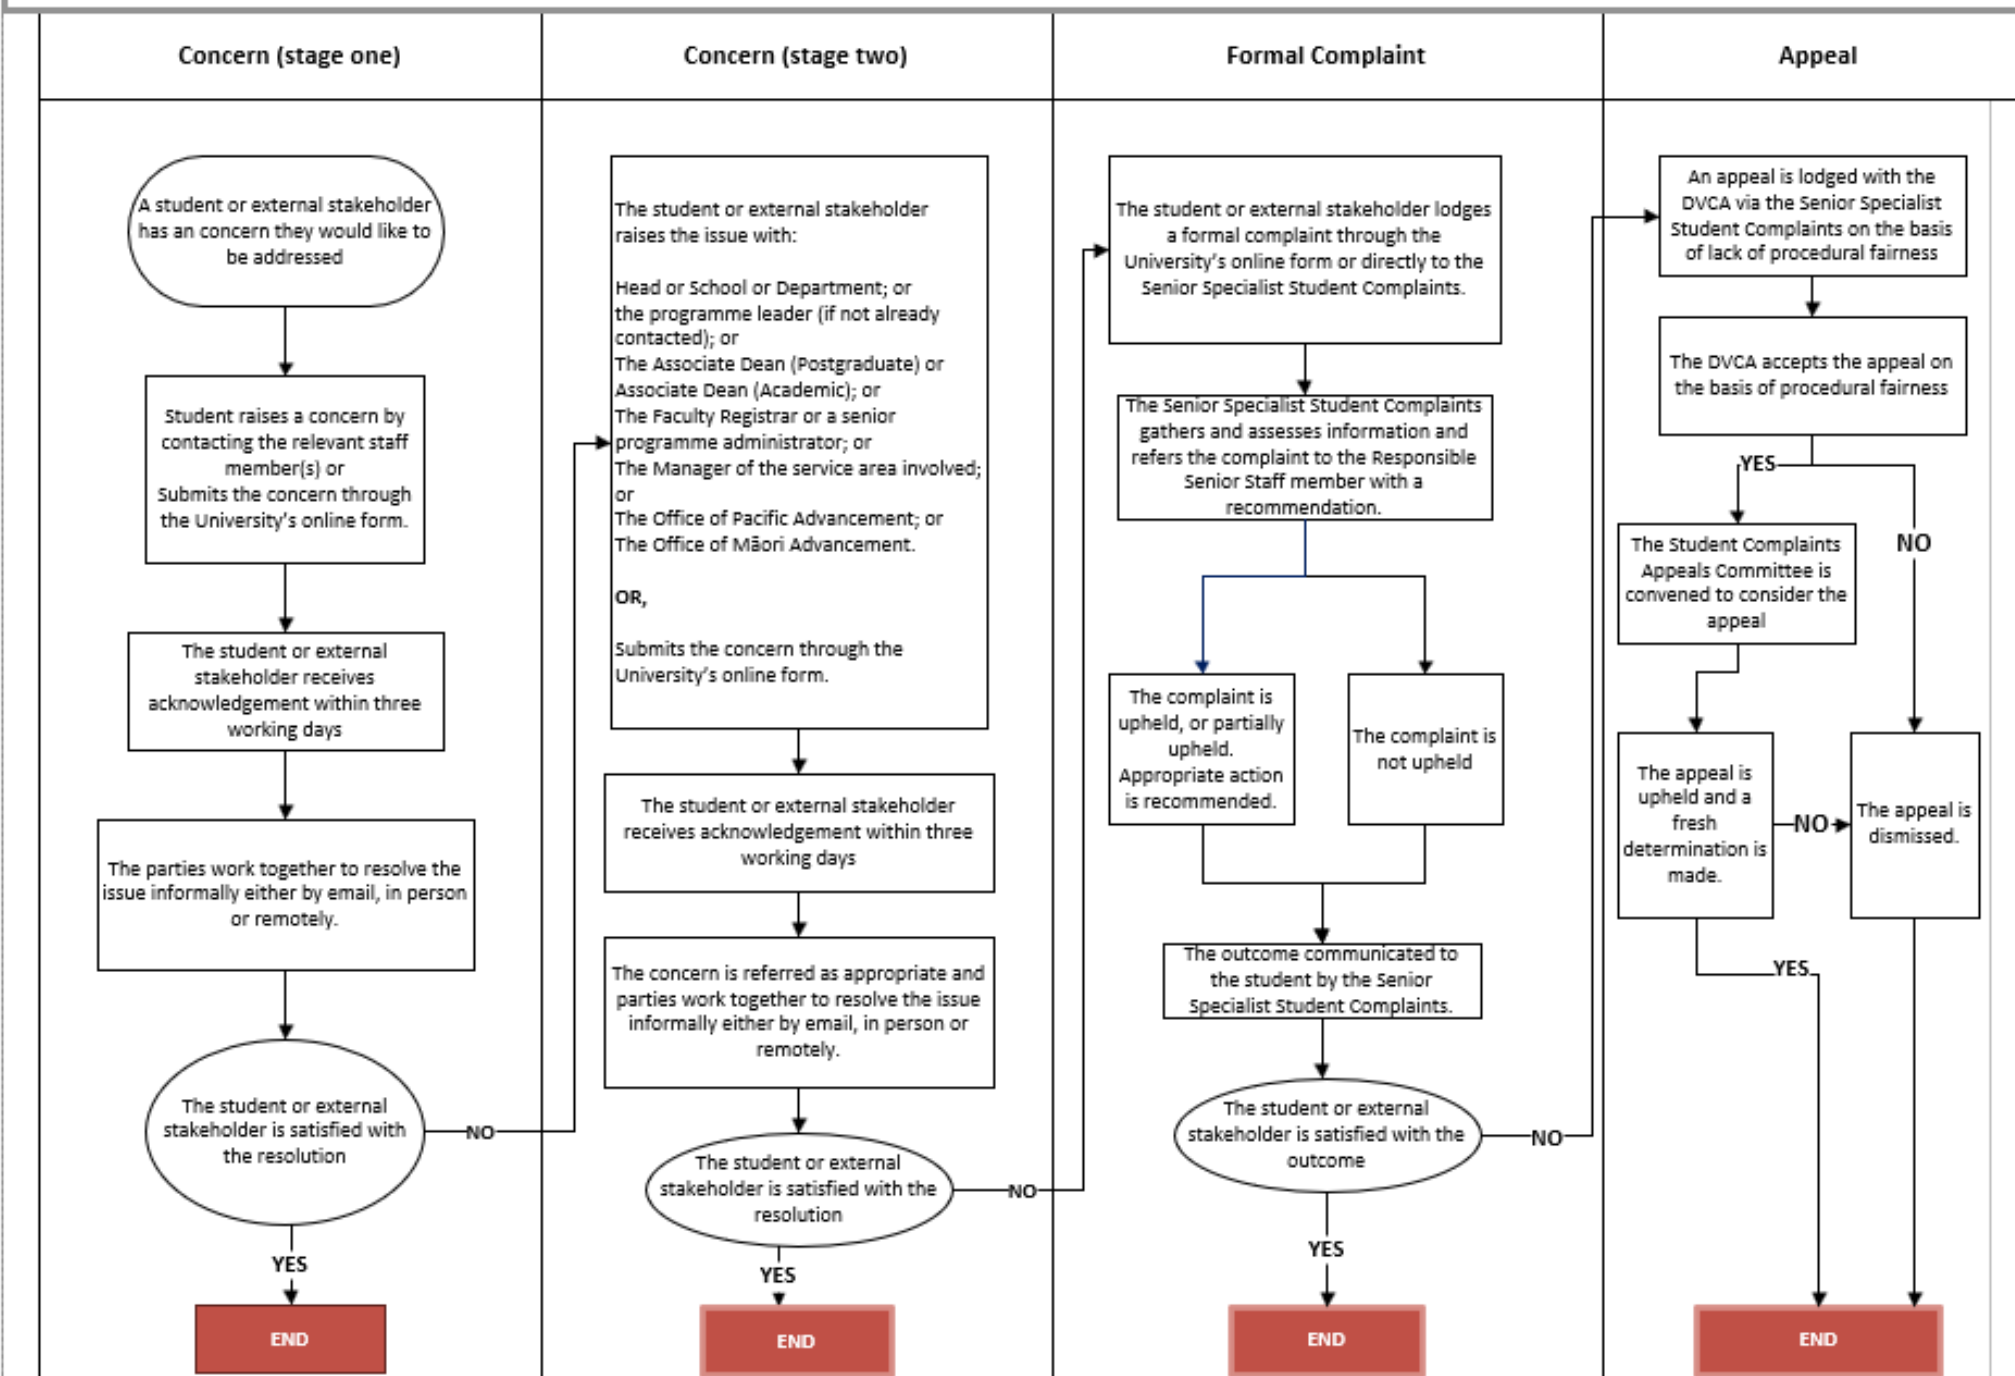 Concern (stage one)
Concern (stage two)
Formal Complaint
Appeal
A student or external stakeholder
has an concern they would like to
be addressed
Student raises a concern by
contacting the relevant staff
member(s) or
Submits the concern through
the University's online form.
The student or external
stakeholder receives
acknowledgement within three
working days
The parties work together to resolve the
issue informally either by email, in person
or remotely.
The student or external
stakeholder is satisfied with
the resolution
NO
YES
END
The student or external stakeholder
raises the issue with:
Head or School or Department; or
the programme leader (if not already
contacted); or
The Associate Dean (Postgraduate) or
Associate Dean (Academic); or
The Faculty Registrar or a senior
programme administrator; or
The Manager of the service area involved;
or
The Office of Pacific Advancement; or
The Office of Māori Advancement.
OR,
Submits the concern through the
University's online form.
The student or external stakeholder
receives acknowledgement within three
working days
The concern is referred as appropriate and
parties work together to resolve the issue
informally either by email, in person or
remotely.
The student or external
stakeholder is satisfied with the
resolution
NO
YES
END
The student or external stakeholder lodges
a formal complaint through the
University's online form or directly to the
Senior Specialist Student Complaints.
The Senior Specialist Student Complaints
gathers and assesses information and
refers the complaint to the Responsible
Senior Staff member with a
recommendation.
The complaint is
upheld, or partially
upheld.
Appropriate action
is recommended.
The complaint is
not upheld
The outcome communicated to
the student by the Senior
Specialist Student Complaints.
The student or external
stakeholder is satisfied with the
outcome
NO
YES
END
An appeal is lodged with the
DVCA via the Senior Specialist
Student Complaints on the basis
of lack of procedural fairness
The DVCA accepts the appeal on
the basis of procedural fairness
YES
NO
The Student Complaints
Appeals Committee is
convened to consider the
appeal
The appeal is
upheld and a
fresh
determination is
made.
NO
The appeal is
dismissed.
YES
END